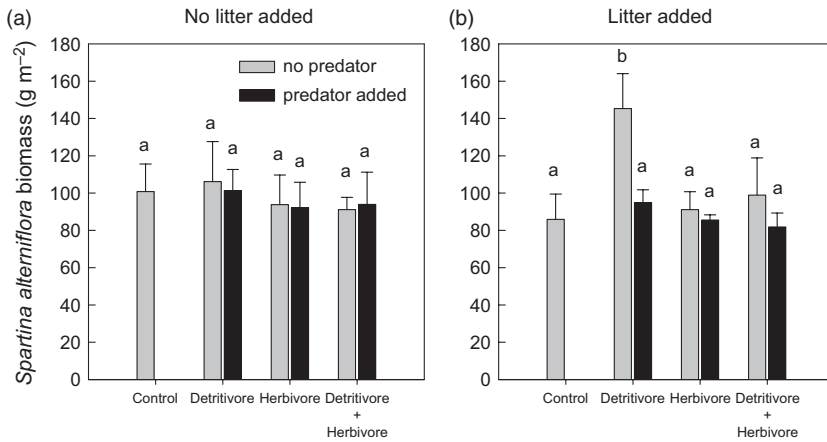 (a)
No litter added
Spartina alterniflora biomass (g m−2)
180
160
140
120
100
80
60
40
20
0
no predator
predator added
a
a
a
a
a
a
a
Control
Detritivore
Herbivore
Detritivore
+
Herbivore
(b)
Litter added
180
160
140
120
100
80
60
40
20
0
a
b
a
a
a
a
a
Control
Detritivore
Herbivore
Detritivore
+
Herbivore